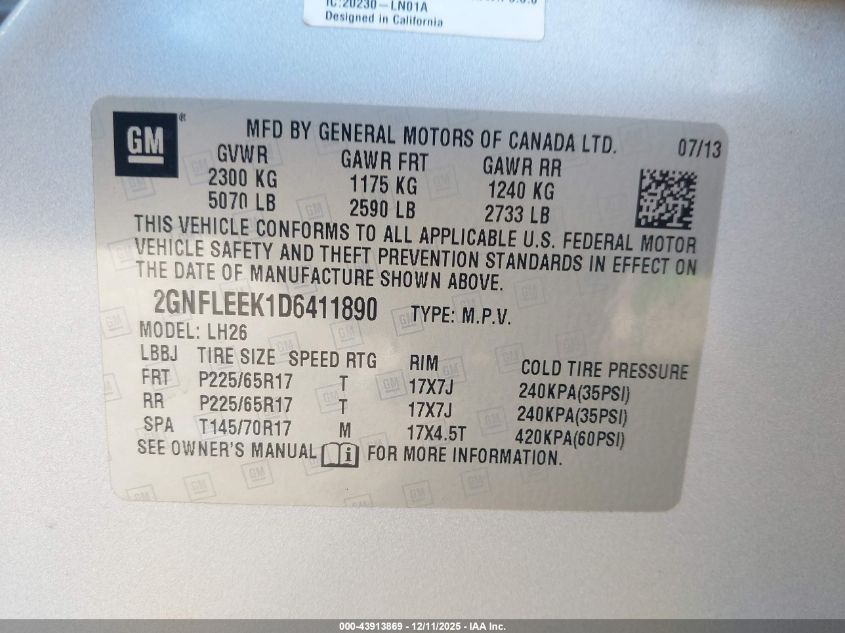 IC:20230-LN01A
Designed in California
GM ®
MFD BY GENERAL MOTORS OF CANADA LTD. 07/13
GVWR GAWR FRT GAWR RR
2300 KG 1175 KG 1240 KG
5070 LB 2590 LB 2733 LB
THIS VEHICLE CONFORMS TO ALL APPLICABLE U.S. FEDERAL MOTOR
VEHICLE SAFETY AND THEFT PREVENTION STANDARDS IN EFFECT ON
THE DATE OF MANUFACTURE SHOWN ABOVE.
2GNFLEEK1D6411890 TYPE: M.P.V.
MODEL: LH26
LBBJ TIRE SIZE SPEED RTG RIM COLD TIRE PRESSURE
FRT P225/65R17 T 17X7J 240KPA(35PSI)
RR P225/65R17 T 17X7J 240KPA(35PSI)
SPA T145/70R17 M 17X4.5T 420KPA(60PSI)
SEE OWNER'S MANUAL FOR MORE INFORMATION.
000-43913869 - 12/11/2025 - IAA Inc.